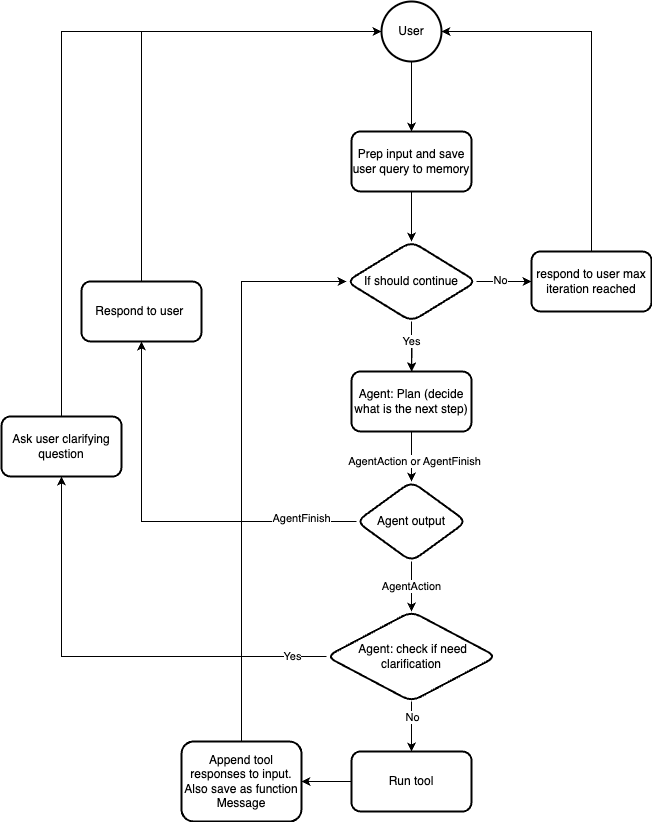 User
Prep input and save
user query to memory
If should continue
No
respond to user max
iteration reached
Respond to user
Yes
Agent: Plan (decide
what is the next step)
Ask user clarifying
question
AgentAction or AgentFinish
AgentFinish
Agent output
AgentAction
Agent: check if need
clarification
Yes
No
Append tool
responses to input.
Also save as function
Message
Run tool